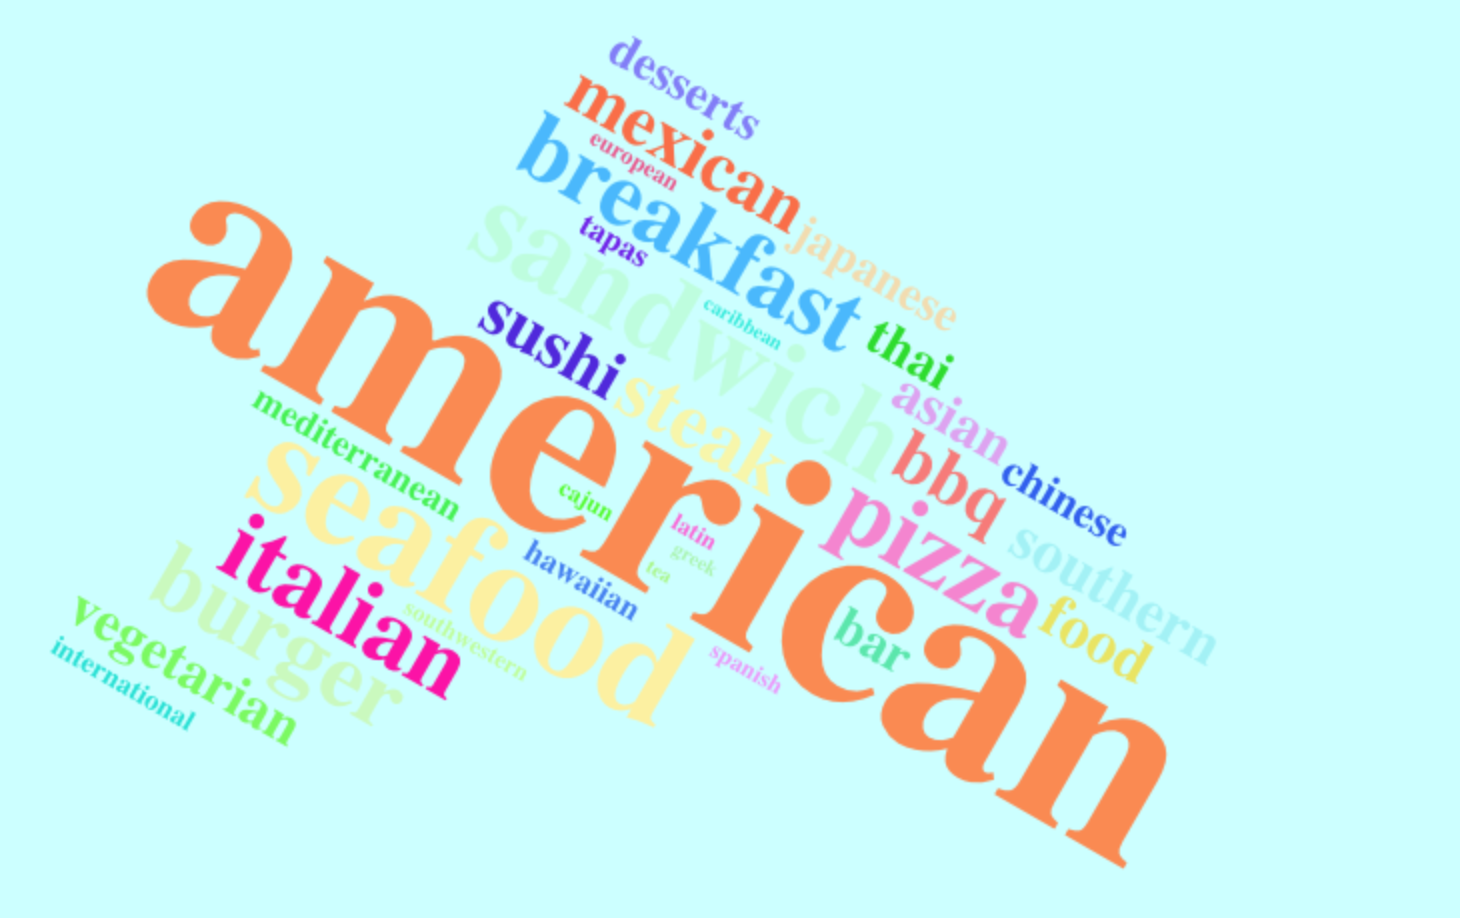 desserts
mexican
european
breakfast
japanese
tapas
sandwich
caribbean
thai
american
sushi
steak
asian
mediterranean
bbq
chinese
seafood
cajun
latin
pizza
southern
greek
tea
italian
hawaiian
burger
food
bar
southwestern
vegetarian
spanish
international